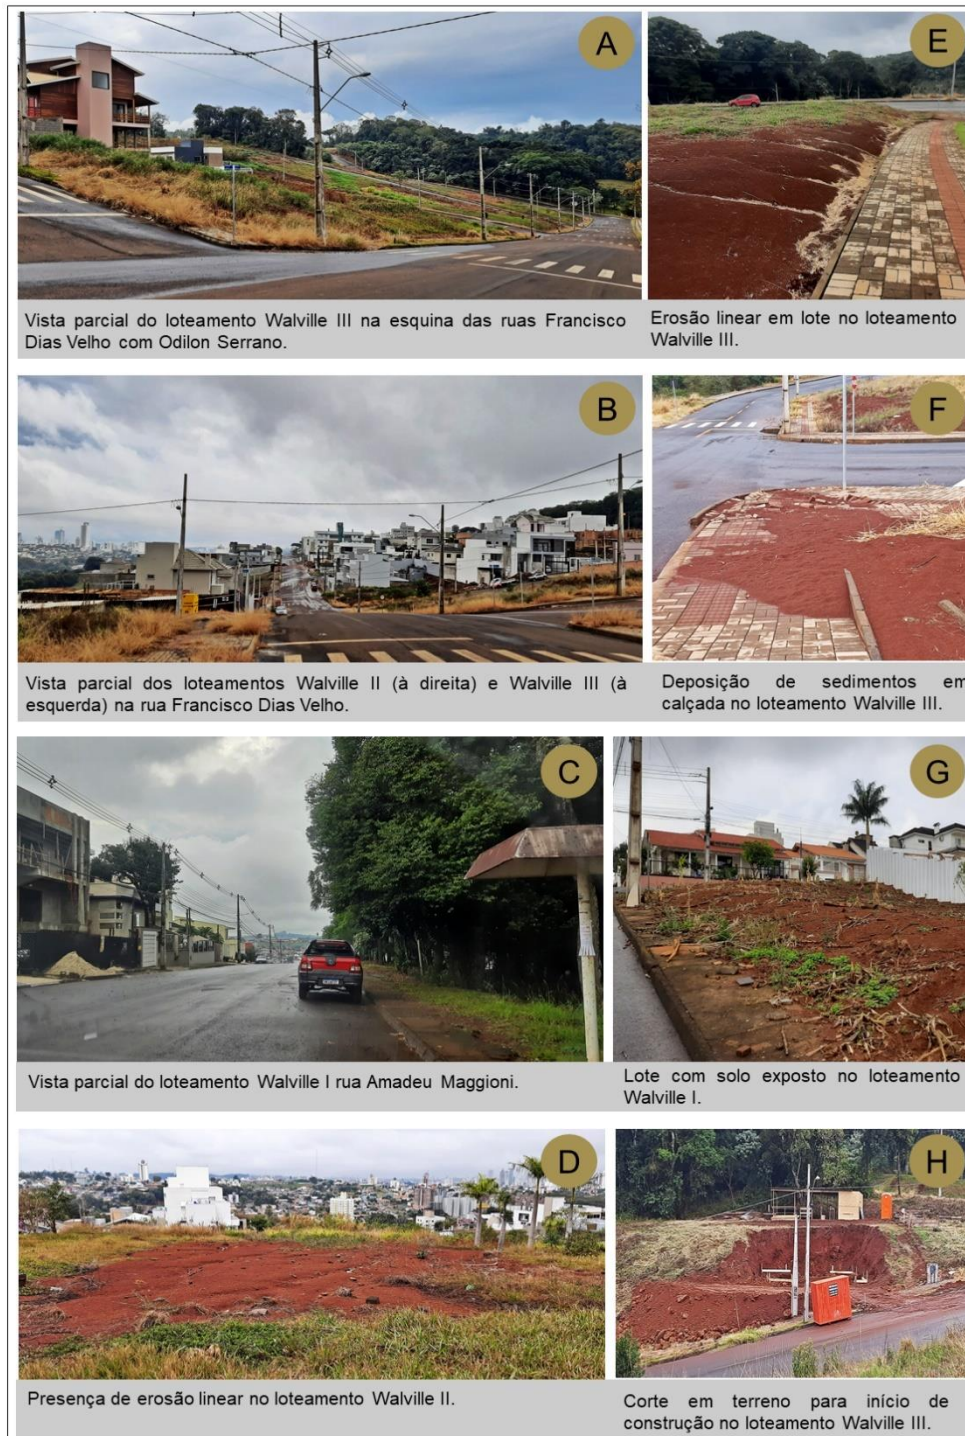 A
Vista parcial do loteamento Walville III na esquina das ruas Francisco
Dias Velho com Odilon Serrano.
E
Erosão linear em lote no loteamento
Walville III.
B
Vista parcial dos loteamentos Walville II (à direita) e Walville III (à
esquerda) na rua Francisco Dias Velho.
F
Deposição de sedimentos em
calçada no loteamento Walville III.
C
Vista parcial do loteamento Walville I rua Amadeu Maggioni.
G
Lote com solo exposto no loteamento
Walville I.
D
Presença de erosão linear no loteamento Walville II.
H
Corte em terreno para início de
construção no loteamento Walville III.